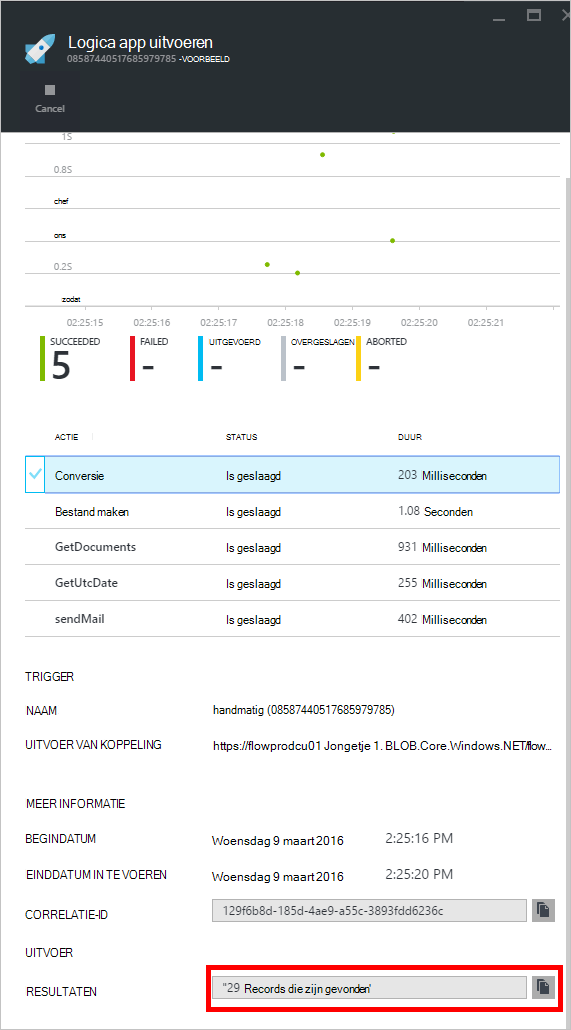 Logica app uitvoeren
08587440517685979785 -VOORBEELD
Cancel
1S
0.8S
chef
ons
0.2S
zodat
02:25:15 02:25:16 02:25:17 02:25:18 02:25:19 02:25:20 02:25:21
SUCCEEDED FAILED UITGEVOERD OVERGESLAGEN ABORTED
5 - - - -
ACTIE STATUS DUUR
Conversie Is geslaagd 203 Milliseconden
Bestand maken Is geslaagd 1.08 Seconden
GetDocuments Is geslaagd 931 Milliseconden
GetUtcDate Is geslaagd 255 Milliseconden
sendMail Is geslaagd 402 Milliseconden
TRIGGER
NAAM handmatig (08587440517685979785)
UITVOER VAN KOPPELING https://flowprodcu01 Jongetje 1. BLOB.Core.Windows.NET/flow...
MEER INFORMATIE
BEGINDATUM Woensdag 9 maart 2016 2:25:16 PM
EINDDATUM IN TE VOEREN Woensdag 9 maart 2016 2:25:20 PM
CORRELATIE-ID 129f6b8d-185d-4ae9-a55c-3893fdd6236c
UITVOER
RESULTATEN "29 Records die zijn gevonden'